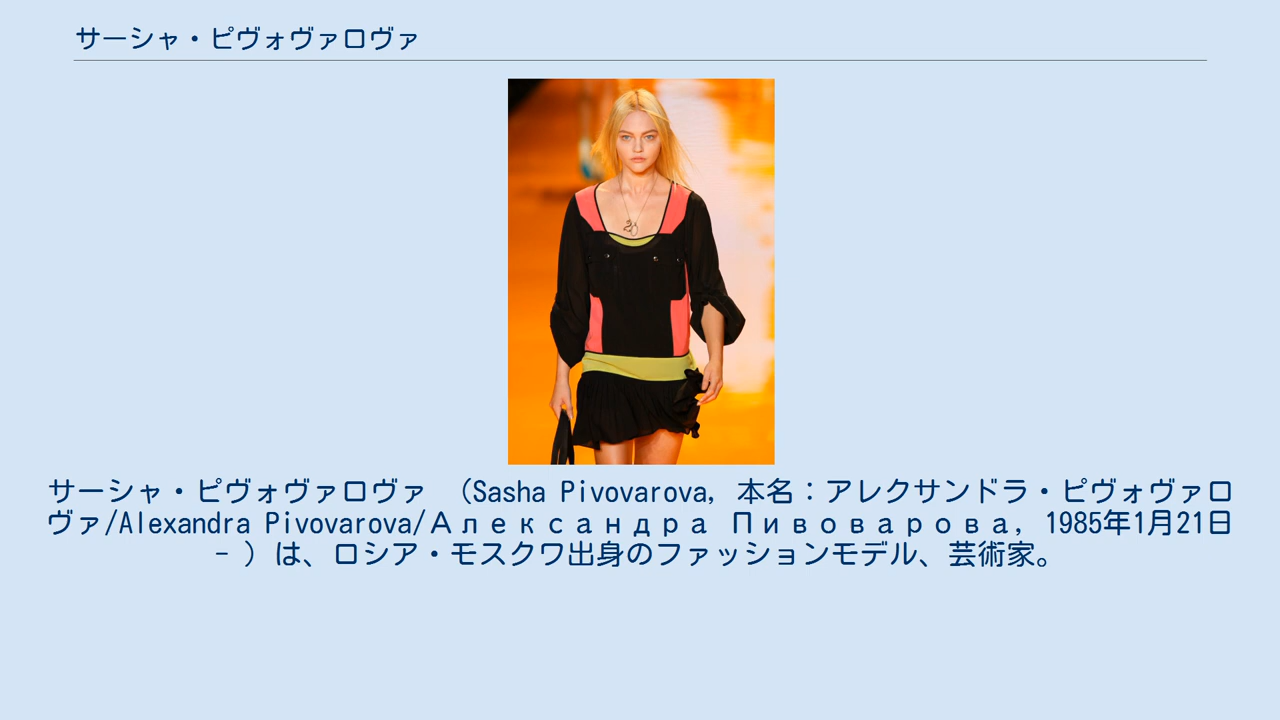 サーシャ・ピヴォヴァロヴァ
サーシャ・ピヴォヴァロヴァ （Sasha Pivovarova, 本名：アレクサンドラ・ピヴォヴァロ
ヴァ/Alexandra Pivovarova/Александра Пивоварова, 1985年1月21日
- ）は、ロシア・モスクワ出身のファッションモデル、芸術家。